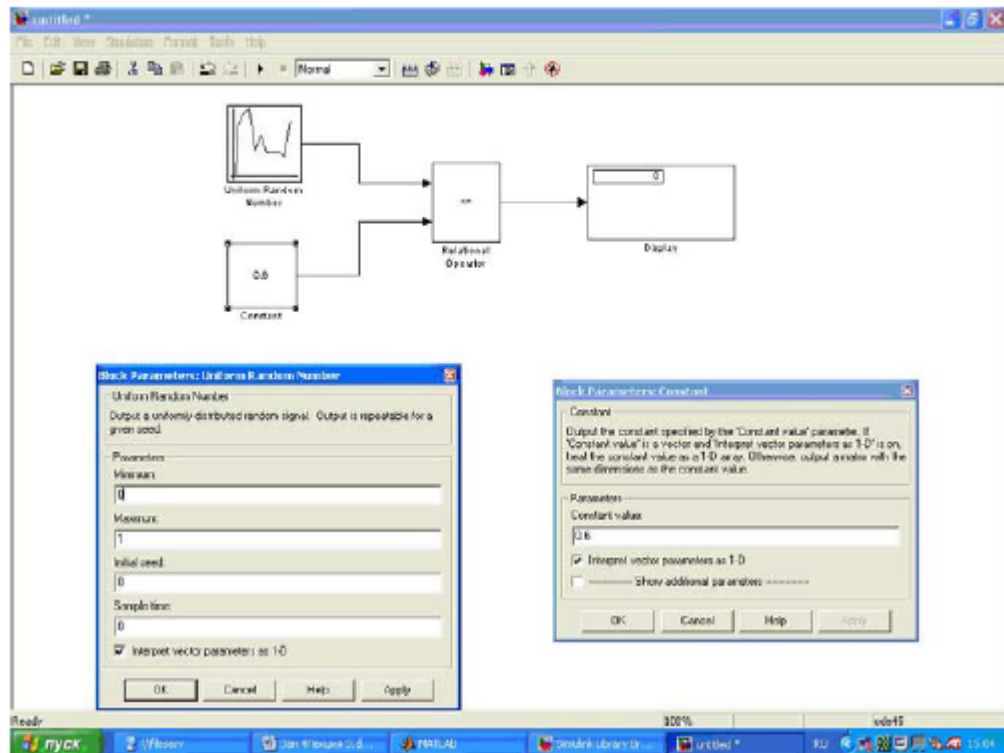 untitled *
File Edit View Simulation Format Tools Help
Normal
Uniform Random
Number
0.6
Constant
<=
Relational
Operator
0
Display
Block Parameters: Uniform Random Number
Uniform Random Number
Output a uniformly distributed random signal. Output is repeatable for a
given seed.
Parameters
Minimum:
0
Maximum:
1
Initial seed:
0
Sample time:
0
Interpret vector parameters as 1-D
OK Cancel Help Apply
Block Parameters: Constant
Constant
Output the constant specified by the 'Constant value' parameter. If
'Constant value' is a vector and 'Interpret vector parameters as 1-D' is on,
treat the constant value as a 1-D array. Otherwise, output a matrix with the
same dimensions as the constant value.
Parameters
Constant value:
0.6
Interpret vector parameters as 1-D
Show additional parameters
OK Cancel Help Apply
Ready 100% ode45
пуск MATLAB Simulink Library Br... untitled * 15:04